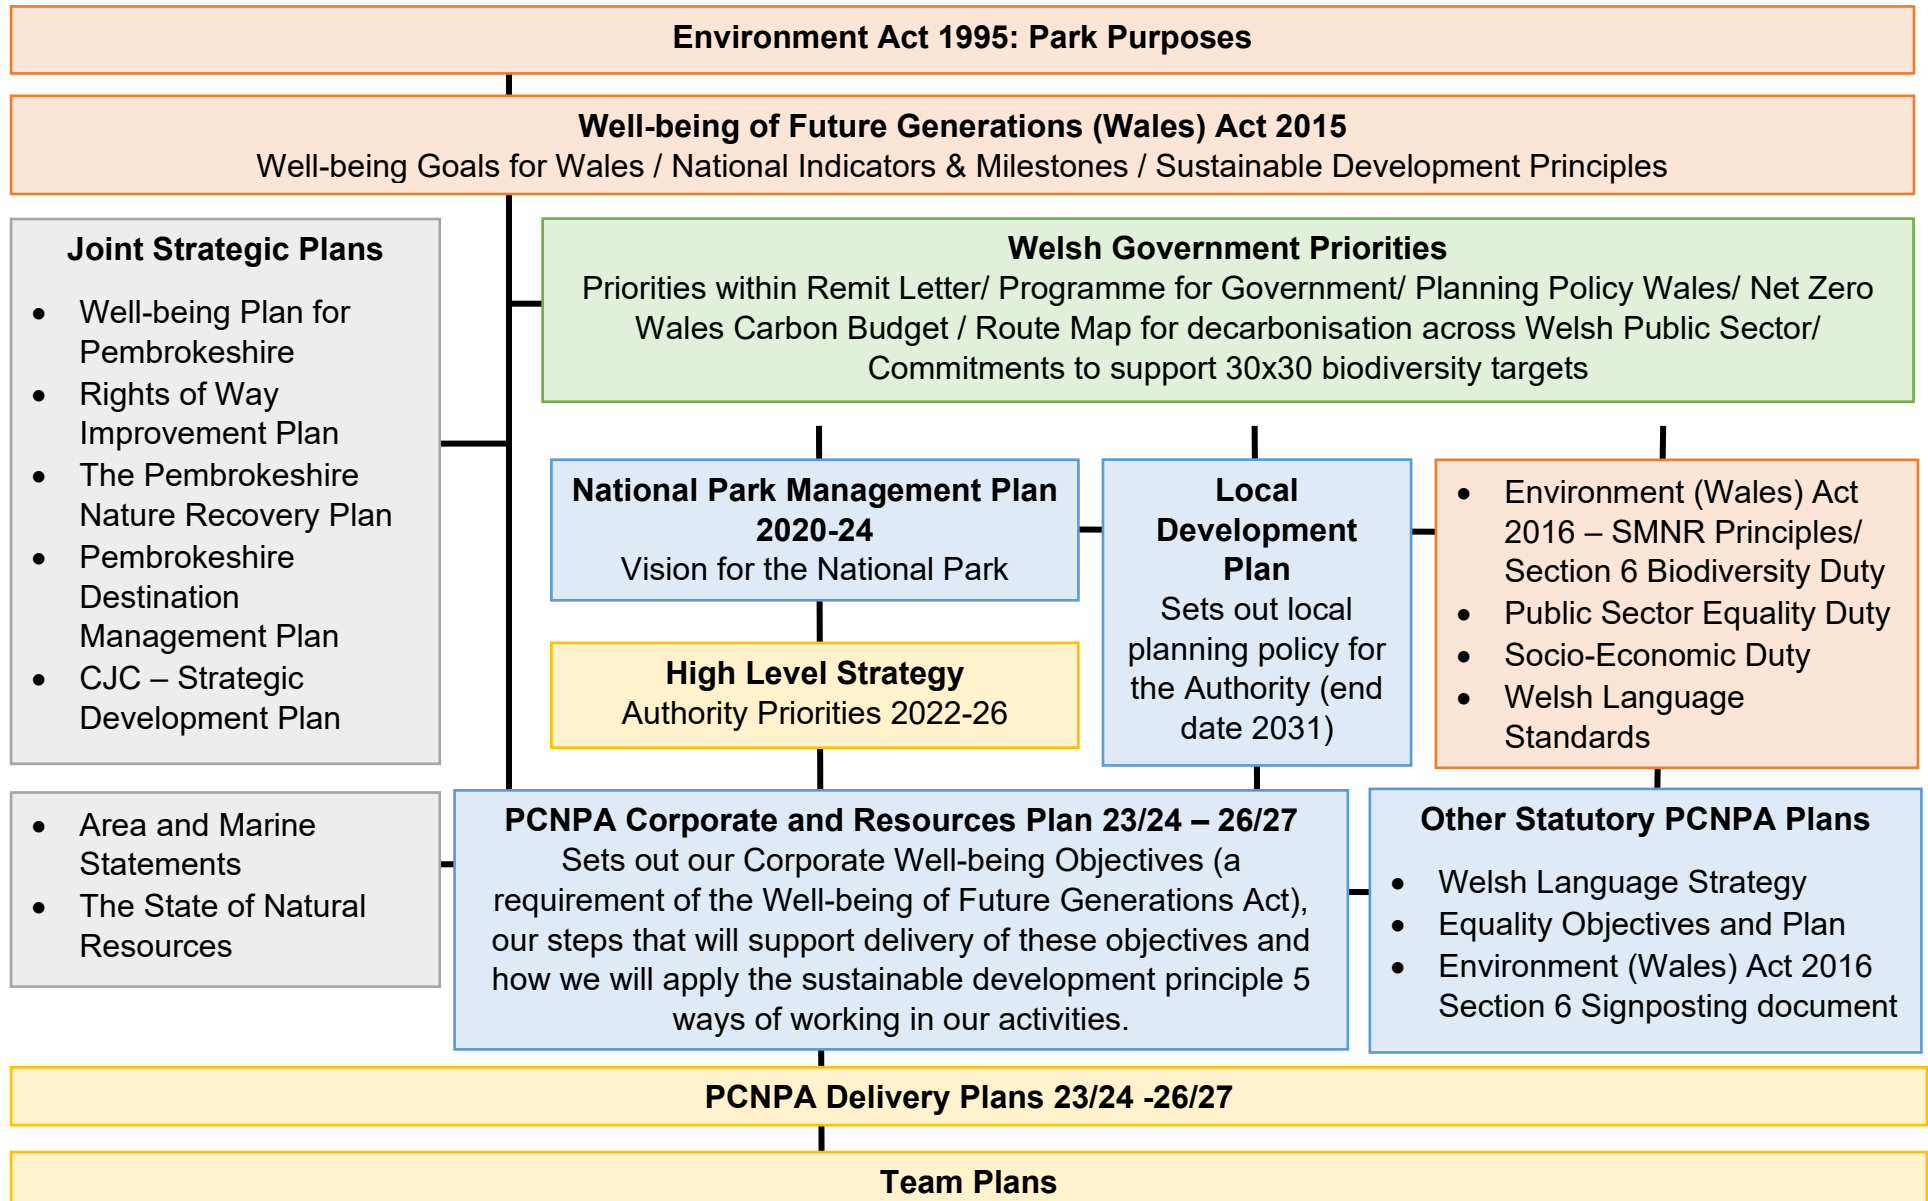 Environment Act 1995: Park Purposes
Well-being of Future Generations (Wales) Act 2015
Well-being Goals for Wales / National Indicators & Milestones / Sustainable Development Principles
Joint Strategic Plans
• Well-being Plan for
Pembrokeshire
• Rights of Way
Improvement Plan
• The Pembrokeshire
Nature Recovery Plan
• Pembrokeshire
Destination
Management Plan
• CJC – Strategic
Development Plan
Welsh Government Priorities
Priorities within Remit Letter/ Programme for Government/ Planning Policy Wales/ Net Zero
Wales Carbon Budget / Route Map for decarbonisation across Welsh Public Sector/
Commitments to support 30x30 biodiversity targets
National Park Management Plan
2020-24
Vision for the National Park
High Level Strategy
Authority Priorities 2022-26
Local
Development
Plan
Sets out local
planning policy for
the Authority (end
date 2031)
• Environment (Wales) Act
2016 – SMNR Principles/
Section 6 Biodiversity Duty
• Public Sector Equality Duty
• Socio-Economic Duty
• Welsh Language
Standards
• Area and Marine
Statements
• The State of Natural
Resources
PCNPA Corporate and Resources Plan 23/24 – 26/27
Sets out our Corporate Well-being Objectives (a
requirement of the Well-being of Future Generations Act),
our steps that will support delivery of these objectives and
how we will apply the sustainable development principle 5
ways of working in our activities.
Other Statutory PCNPA Plans
• Welsh Language Strategy
• Equality Objectives and Plan
• Environment (Wales) Act 2016
Section 6 Signposting document
PCNPA Delivery Plans 23/24 -26/27
Team Plans